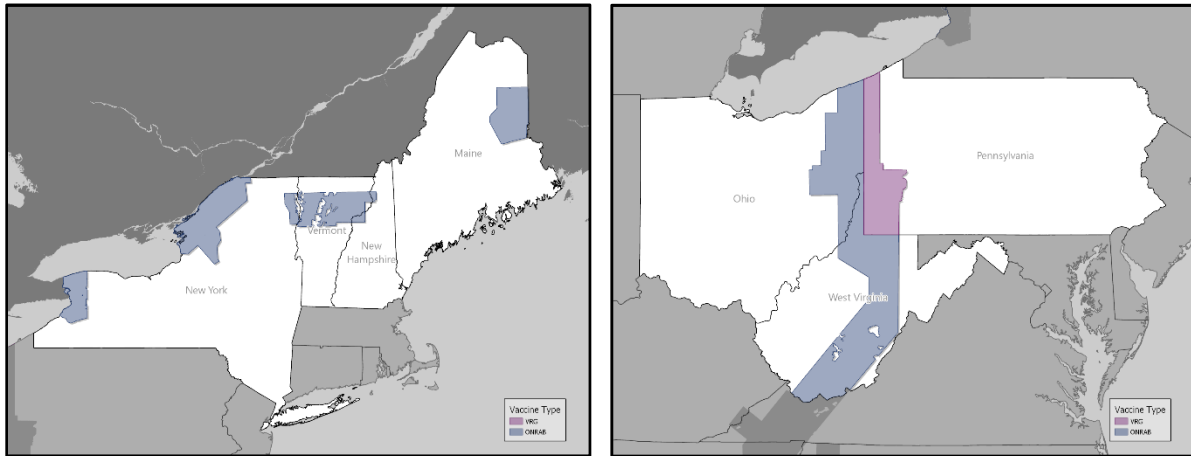 Maine
Vermont
New
Hampshire
New York
Vaccine Type
VRG
ONRAB
Pennsylvania
Ohio
West Virginia
Vaccine Type
VRG
ONRAB